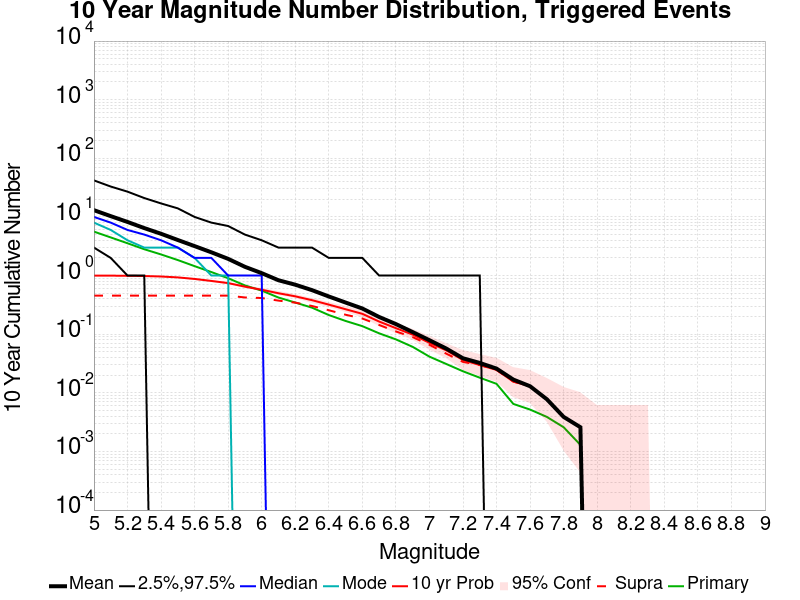 10 Year Magnitude Number Distribution, Triggered Events
10 Year Cumulative Number
10^4
10^3
10^2
10^1
10^0
10^-1
10^-2
10^-3
10^-4
5 5.2 5.4 5.6 5.8 6 6.2 6.4 6.6 6.8 7 7.2 7.4 7.6 7.8 8 8.2 8.4 8.6 8.8 9
Magnitude
Mean 2.5%,97.5% Median Mode 10 yr Prob 95% Conf Supra Primary